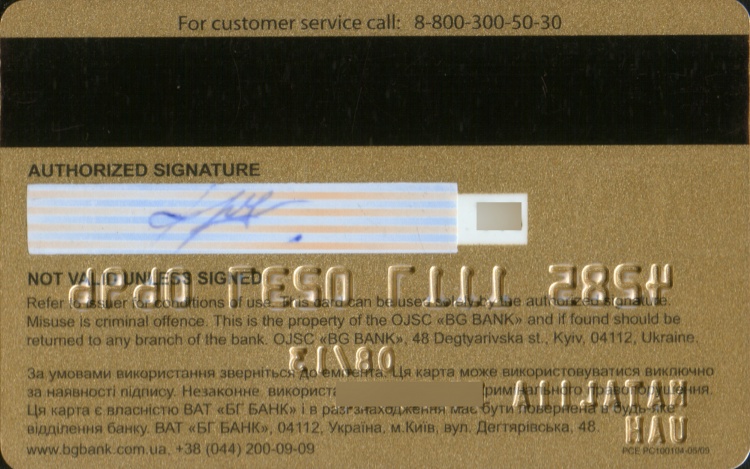 For customer service call: 8-800-300-50-30
AUTHORIZED SIGNATURE
NOT VALID UNLESS SIGNED
Refer to issuer for conditions of use. This card can be used solely by the authorized signature.
Misuse is criminal offence. This is the property of the OJSC «BG BANK» and if found should be
returned to any branch of the bank. OJSC «BG BANK», 48 Degtyarivska st., Kyiv, 04112, Ukraine.
За умовами використання зверніться до емітента. Ця карта може використовуватися виключно
за наявності підпису. Незаконне правопорушення.
Ця карта є власністю ВАТ «БГ БАНК» і в разі знаходження має бути повернена в будь-яке
відділення банку. ВАТ «БГ БАНК», 04112, Україна, м.Київ, вул. Дегтярівська, 48.
www.bgbank.com.ua, +38 (044) 200-09-09